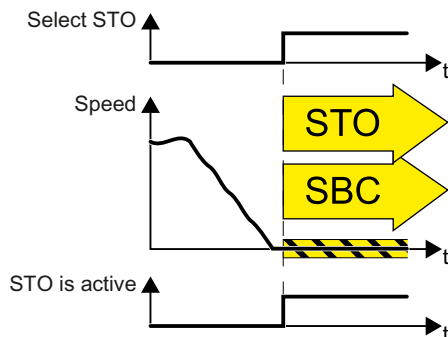 Select STO
t
Speed
STO
SBC
t
STO is active
t